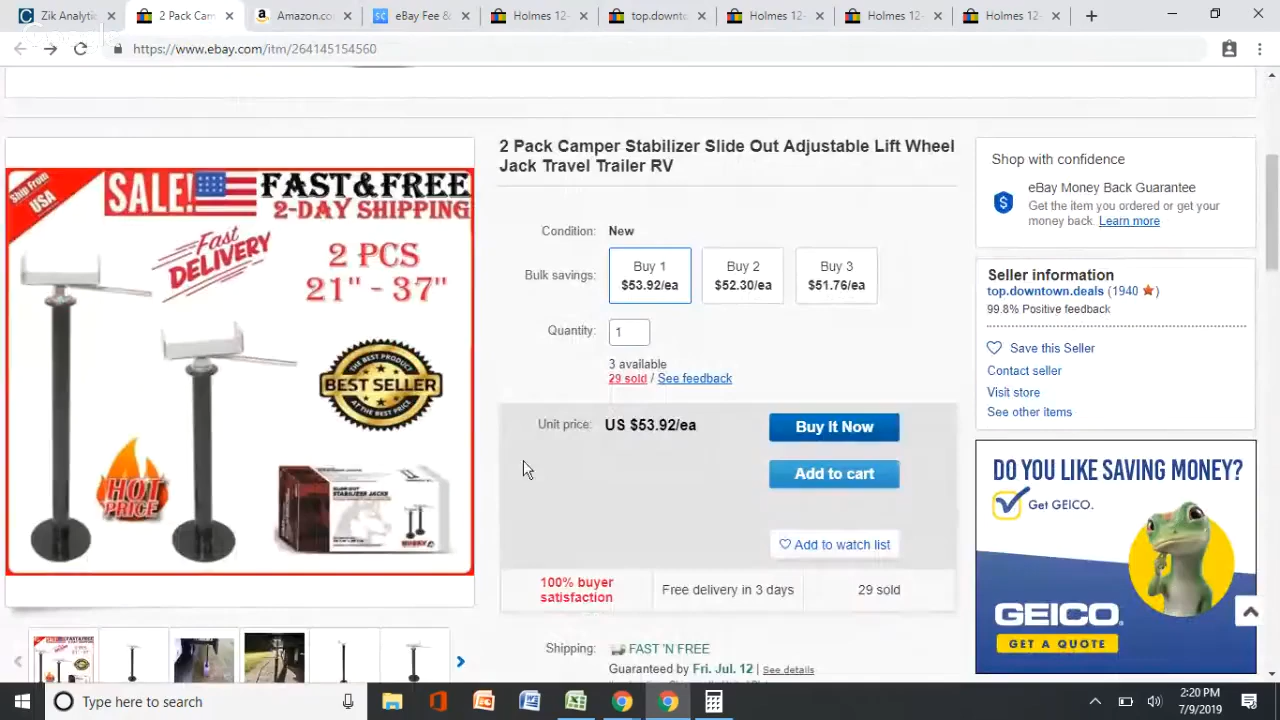 Zik Analytic
2 Pack Cam
Amazon.co
eBay Fee &
Holmes 12-
top.downto
Holmes 12-
Holmes 12-
Holmes 12-
https://www.ebay.com/itm/264145154560
2 Pack Camper Stabilizer Slide Out Adjustable Lift Wheel
Jack Travel Trailer RV
Ship From
USA
SALE!
FAST&FREE
2-DAY SHIPPING
Fast
DELIVERY
2 PCS
21" - 37"
THE BEST PRODUCT
BEST SELLER
AT THE BEST PRICE
HOT
PRICE
STABILIZER JACKS
HUSKY
Condition: New
Bulk savings:
Buy 1
$53.92/ea
Buy 2
$52.30/ea
Buy 3
$51.76/ea
Quantity: 1
3 available
29 sold / See feedback
Unit price: US $53.92/ea
Buy It Now
Add to cart
Add to watch list
100% buyer
satisfaction
Free delivery in 3 days
29 sold
Shipping: FAST 'N FREE
Guaranteed by Fri. Jul. 12 | See details
Shop with confidence
eBay Money Back Guarantee
Get the item you ordered or get your
money back. Learn more
Seller information
top.downtown.deals (1940 )
99.8% Positive feedback
Save this Seller
Contact seller
Visit store
See other items
DO YOU LIKE SAVING MONEY?
Get GEICO.
GEICO
GET A QUOTE
Type here to search
2:20 PM
7/9/2019